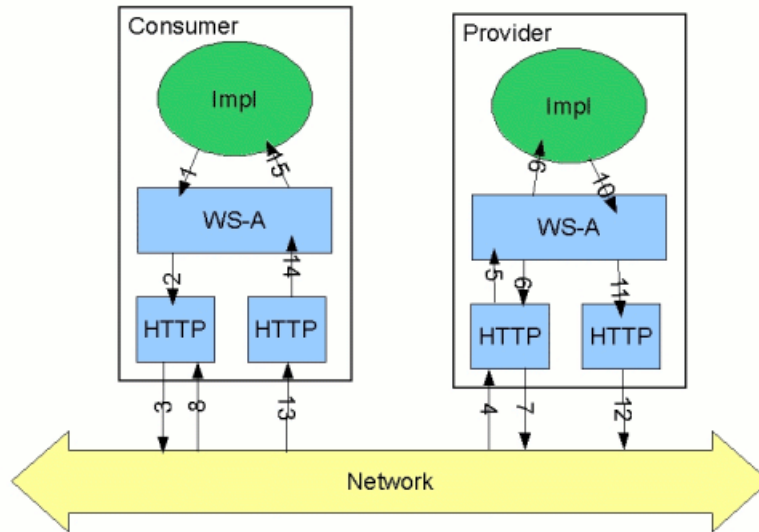 Consumer
Provider
Impl
Impl
1
15
9
10
WS-A
WS-A
2
14
5
6
11
HTTP
HTTP
HTTP
HTTP
3
8
13
4
7
12
Network